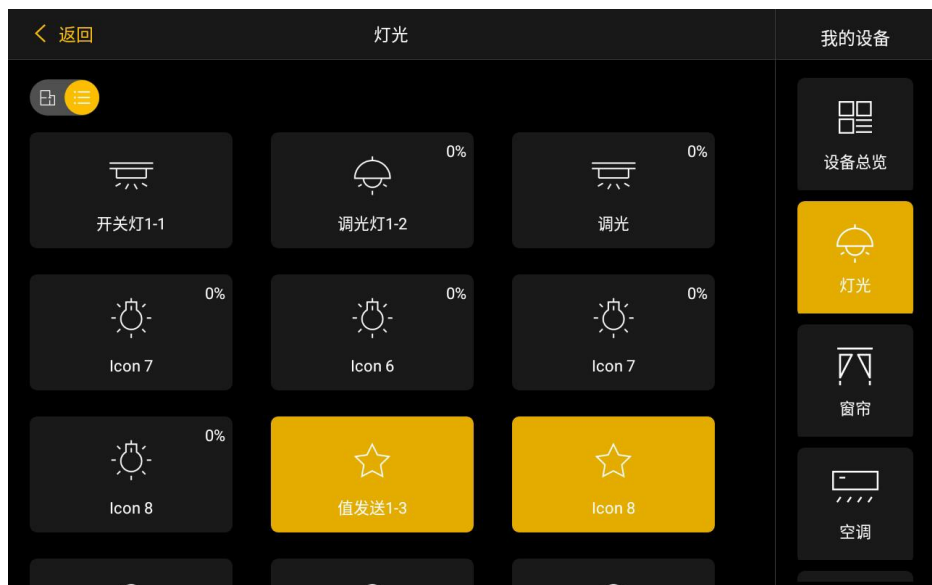 返回
灯光
我的设备
开关灯1-1
0%
调光灯1-2
0%
调光
0%
Icon 7
0%
Icon 6
0%
Icon 7
0%
Icon 8
值发送1-3
Icon 8
设备总览
灯光
窗帘
空调